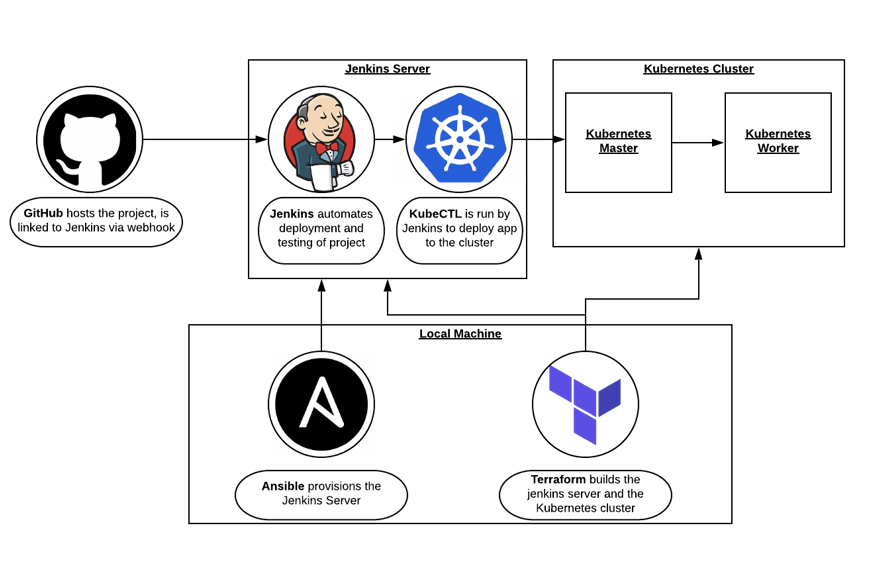 Jenkins Server
Kubernetes Cluster
Kubernetes
Master
Kubernetes
Worker
GitHub hosts the project, is
linked to Jenkins via webhook
Jenkins automates
deployment and
testing of project
KubeCTL is run by
Jenkins to deploy app
to the cluster
Local Machine
Ansible provisions the
Jenkins Server
Terraform builds the
jenkins server and the
Kubernetes cluster